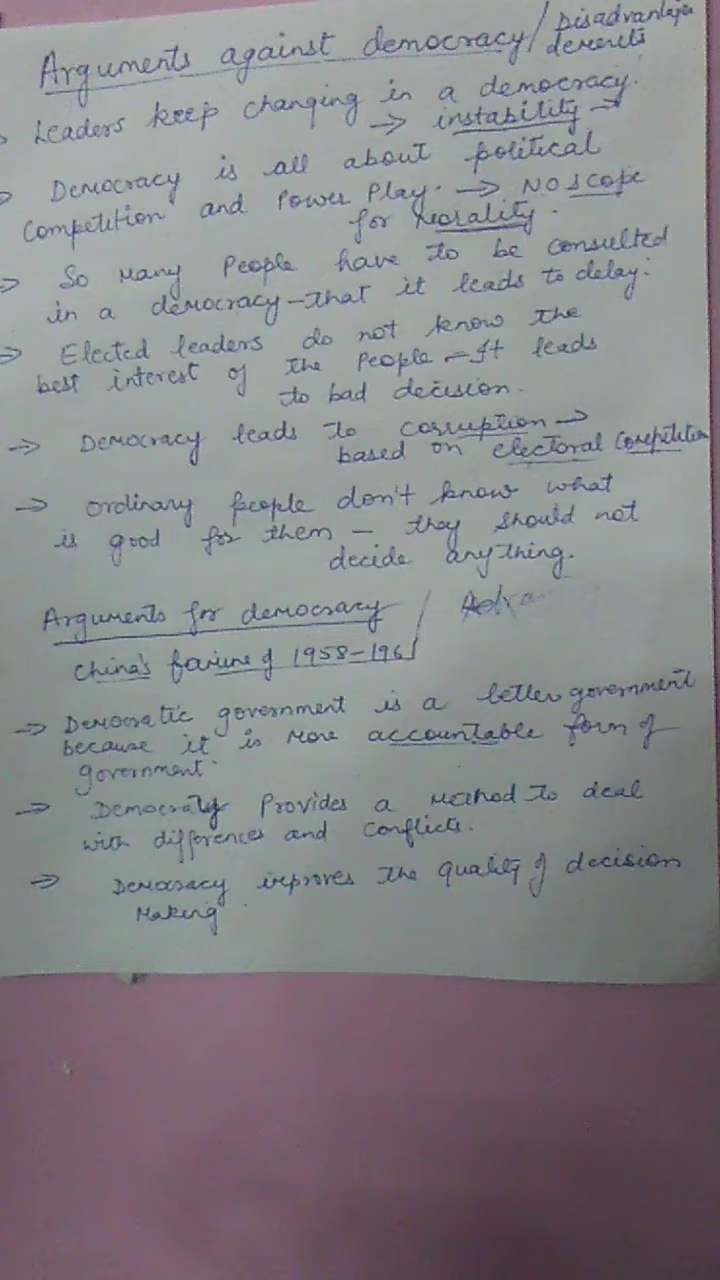 Arguments against democracy / Disadvantages
demerits
Leaders keep changing in a democracy.
→ instability →
Democracy is all about political
Competition and Power Play. → No scope
for Morality.
→ So Many People have to be consulted
in a democracy - that it leads to delay.
→ Elected leaders do not know the
best interest of the People - It leads
to bad decision.
→ Democracy leads to corruption →
based on electoral Competition
→ Ordinary people don't know what
is good for them - they should not
decide anything.
Arguments for democracy /
China's famine of 1958-1961
→ Democratic government is a better government
because it is More accountable form of
government.
→ Democraty Provides a Method to deal
with differences and Conflicts.
→ Democracy improves the quality of decision
Making.